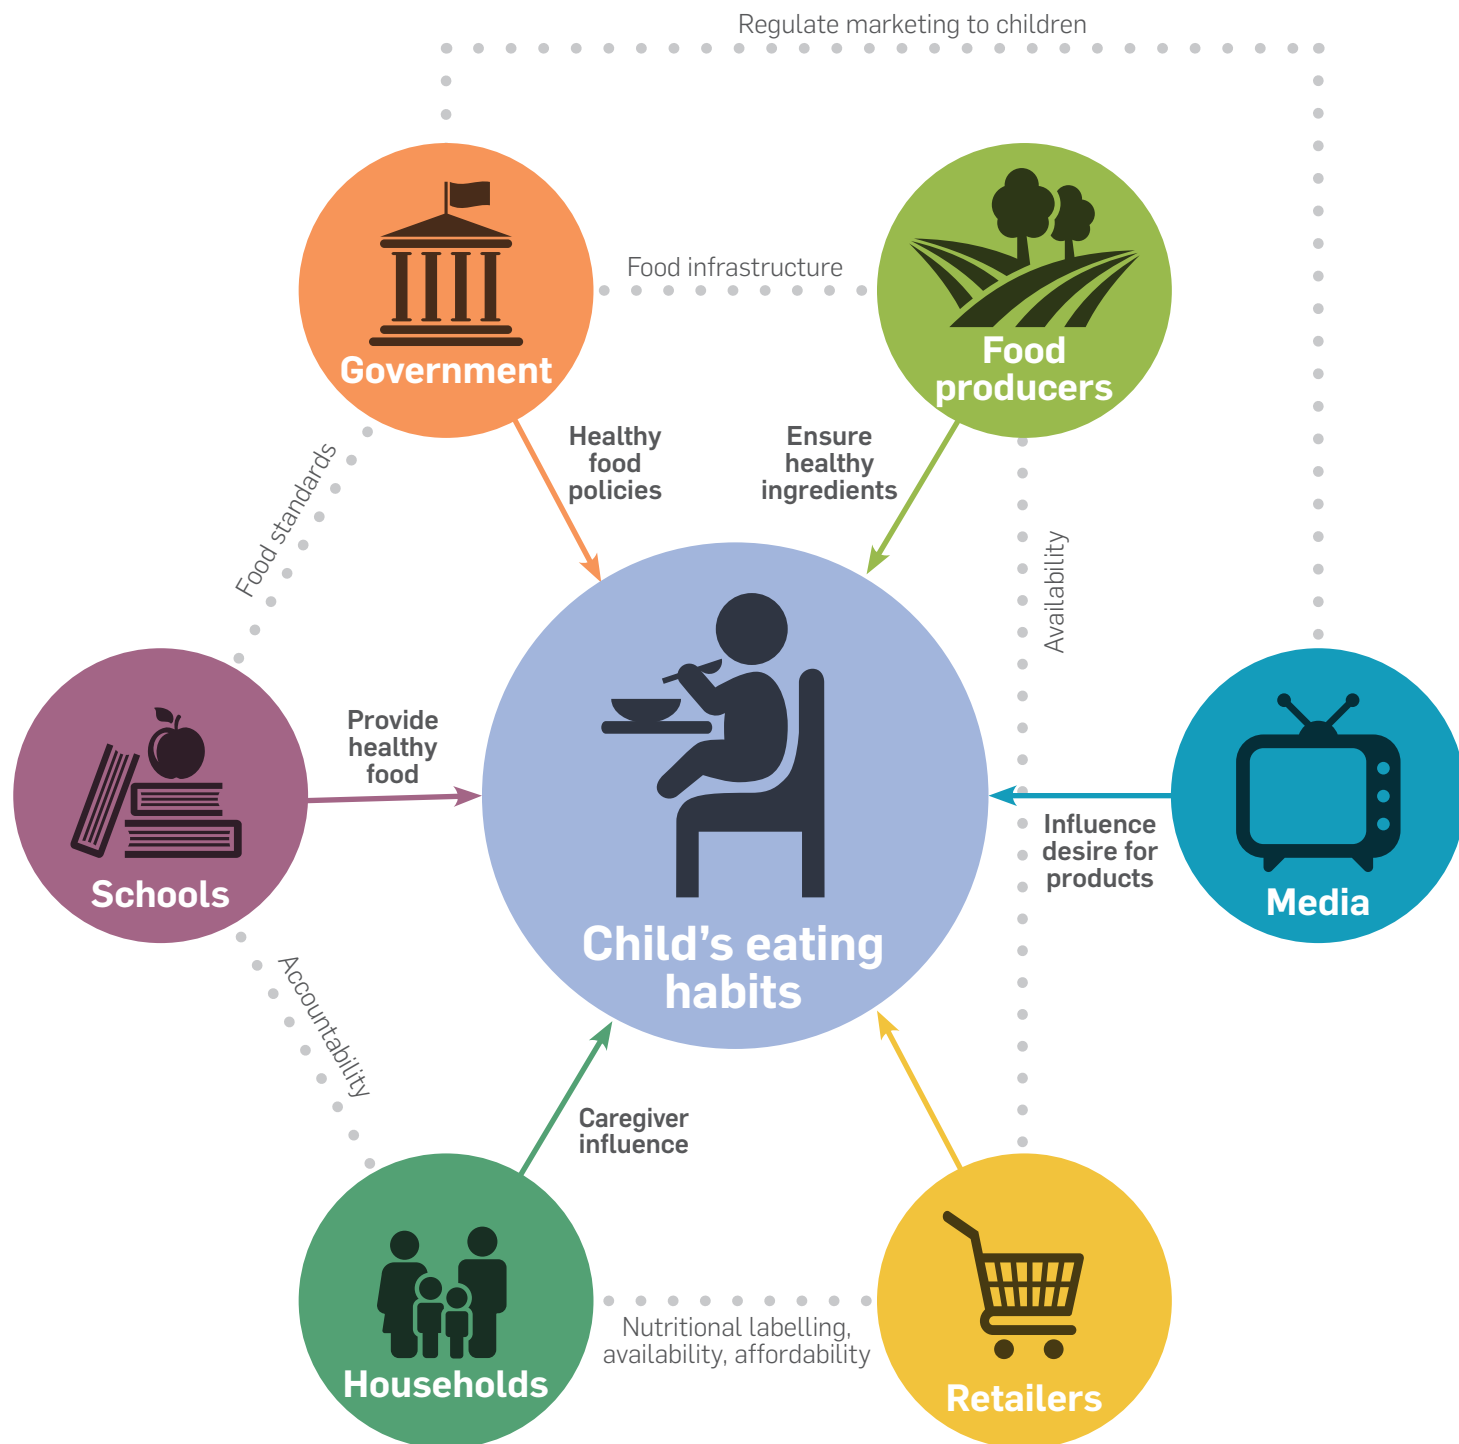 Regulate marketing to children
Government
Food infrastructure
Food
producers
Healthy
food
policies
Ensure
healthy
ingredients
Food standards
Availability
Schools
Provide
healthy
food
Child’s eating
habits
Influence
desire for
products
Media
Accountability
Caregiver
influence
Households
Nutritional labelling,
availability, affordability
Retailers